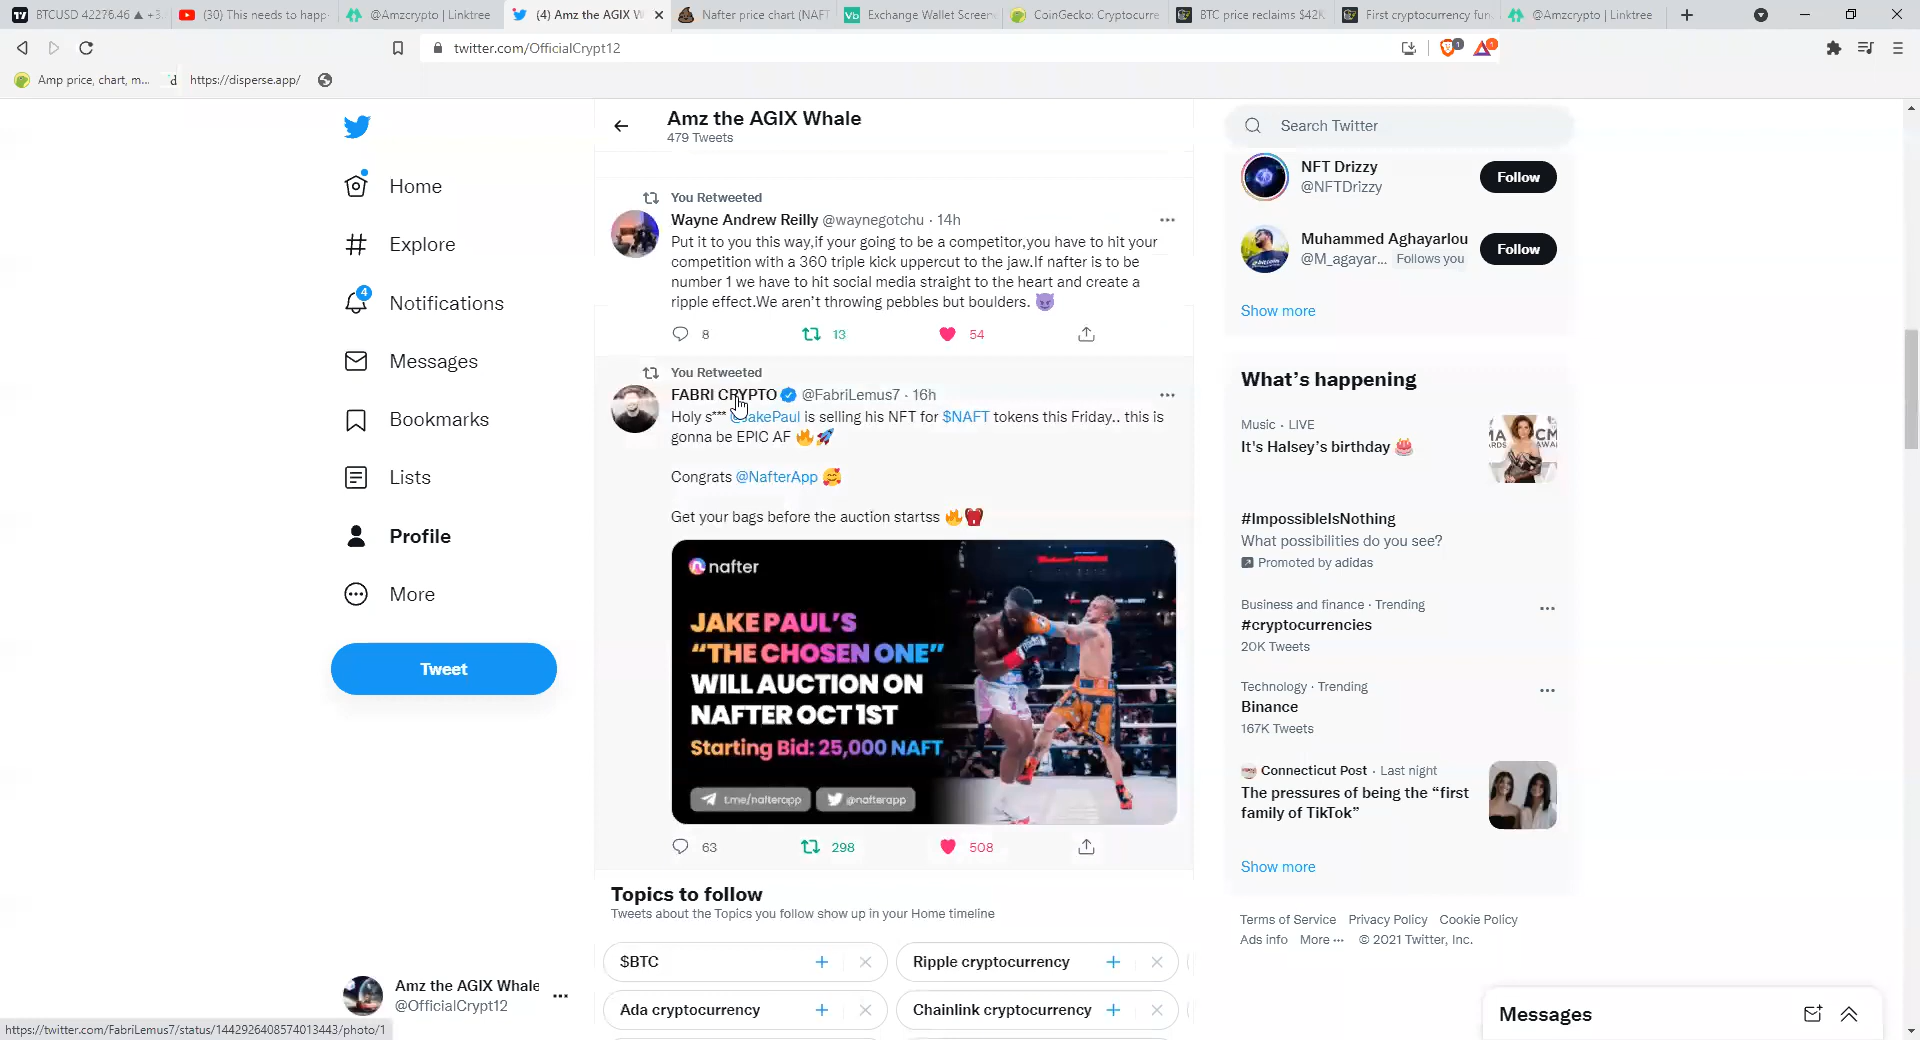 BTCUSD 42276.46 ▲ +3.
(30) This needs to happ
@Amzcrypto | Linktree
(4) Amz the AGIX W
Nafter price chart (NAFT
Exchange Wallet Screen
CoinGecko: Cryptocurre
BTC price reclaims $42K
First cryptocurrency fun
@Amzcrypto | Linktree
twitter.com/OfficialCrypt12
1
1
Amp price, chart, m...
https://disperse.app/
Home
Explore
4
Notifications
Messages
Bookmarks
Lists
Profile
More
Tweet
Amz the AGIX Whale
@OfficialCrypt12
https://twitter.com/FabriLemus7/status/1442926408574013443/photo/1
Amz the AGIX Whale
479 Tweets
You Retweeted
Wayne Andrew Reilly @waynegotchu · 14h
Put it to you this way,if your going to be a competitor,you have to hit your
competition with a 360 triple kick uppercut to the jaw.If nafter is to be
number 1 we have to hit social media straight to the heart and create a
ripple effect.We aren't throwing pebbles but boulders. 😈
8 13 54
You Retweeted
FABRI CRYPTO @FabriLemus7 · 16h
Holy s*** @JakePaul is selling his NFT for $NAFT tokens this Friday.. this is
gonna be EPIC AF 🔥🚀
Congrats @NafterApp 🥰
Get your bags before the auction startss 🔥
nafter
JAKE PAUL'S
"THE CHOSEN ONE"
WILL AUCTION ON
NAFTER OCT 1ST
Starting Bid: 25,000 NAFT
t.me/nafterapp @nafterapp
63 298 508
Topics to follow
Tweets about the Topics you follow show up in your Home timeline
$BTC
Ripple cryptocurrency
Ada cryptocurrency
Chainlink cryptocurrency
Search Twitter
NFT Drizzy
@NFTDrizzy
Follow
Muhammed Aghayarlou
@M_agayar... Follows you
Follow
Show more
What's happening
Music · LIVE
It's Halsey's birthday 🎂
#ImpossibleIsNothing
What possibilities do you see?
Promoted by adidas
Business and finance · Trending
#cryptocurrencies
20K Tweets
Technology · Trending
Binance
167K Tweets
Connecticut Post · Last night
The pressures of being the "first
family of TikTok"
Show more
Terms of Service Privacy Policy Cookie Policy
Ads info More ··· © 2021 Twitter, Inc.
Messages